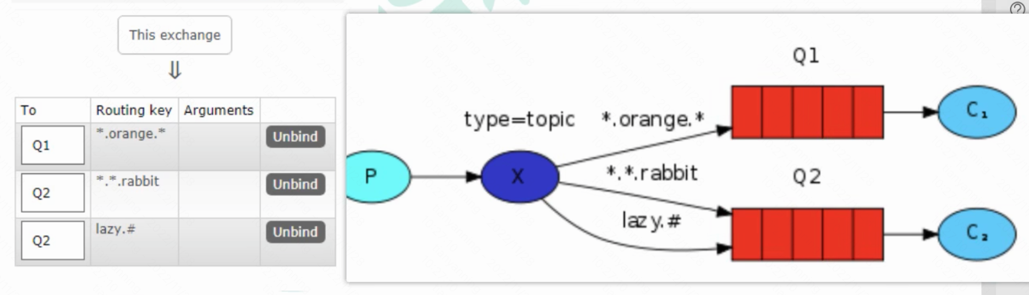 This exchange
⇓
To Routing key Arguments
Q1 *.orange.* Unbind
Q2 *.*.rabbit Unbind
Q2 lazy.# Unbind
Q1
type=topic *.orange.*
C₁
P X *.*.rabbit Q2
lazy.#
C₂